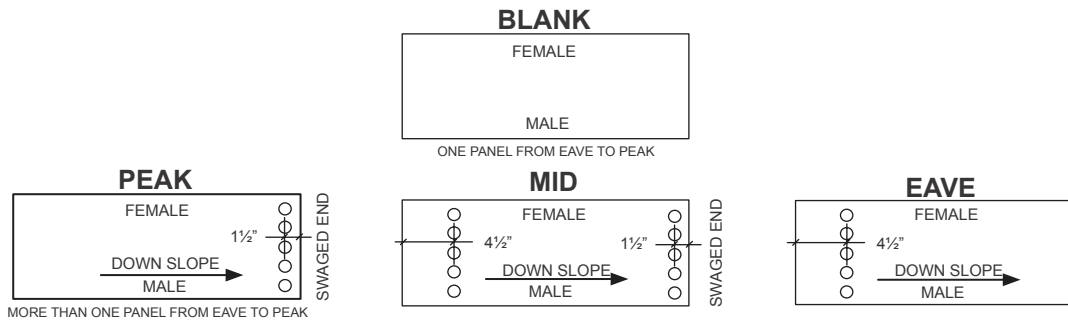 BLANK
FEMALE
MALE
ONE PANEL FROM EAVE TO PEAK
PEAK
FEMALE
1½”
DOWN SLOPE
MALE
SWAGED END
MORE THAN ONE PANEL FROM EAVE TO PEAK
MID
FEMALE
4½”
1½”
DOWN SLOPE
MALE
SWAGED END
EAVE
FEMALE
4½”
DOWN SLOPE
MALE